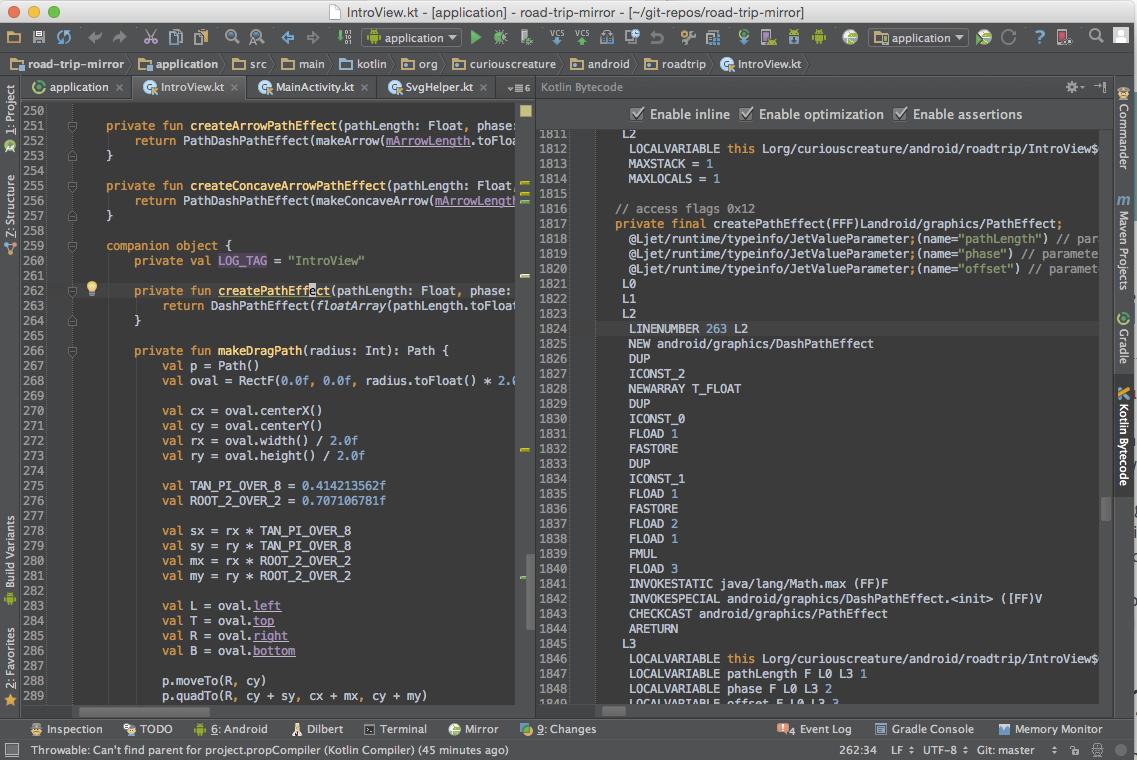 IntroView.kt - [application] - road-trip-mirror - [~/git-repos/road-trip-mirror]
application VCS VCS application
road-trip-mirror application src main kotlin org curiouscreature android roadtrip IntroView.kt
application IntroView.kt MainActivity.kt SvgHelper.kt 6 Kotlin Bytecode
1: Project
Z: Structure
Build Variants
2: Favorites
250
251 private fun createArrowPathEffect(pathLength: Float, phase:
252 return PathDashPathEffect(makeArrow(mArrowLength.toFloa
253 }
254
255 private fun createConcaveArrowPathEffect(pathLength: Float,
256 return PathDashPathEffect(makeConcaveArrow(mArrowLength
257 }
258
259 companion object {
260 private val LOG_TAG = "IntroView"
261
262 private fun createPathEffect(pathLength: Float, phase:
263 return DashPathEffect(floatArray(pathLength.toFloat
264 }
265
266 private fun makeDragPath(radius: Int): Path {
267 val p = Path()
268 val oval = RectF(0.0f, 0.0f, radius.toFloat() * 2.0
269
270 val cx = oval.centerX()
271 val cy = oval.centerY()
272 val rx = oval.width() / 2.0f
273 val ry = oval.height() / 2.0f
274
275 val TAN_PI_OVER_8 = 0.414213562f
276 val ROOT_2_OVER_2 = 0.707106781f
277
278 val sx = rx * TAN_PI_OVER_8
279 val sy = ry * TAN_PI_OVER_8
280 val mx = rx * ROOT_2_OVER_2
281 val my = ry * ROOT_2_OVER_2
282
283 val L = oval.left
284 val T = oval.top
285 val R = oval.right
286 val B = oval.bottom
287
288 p.moveTo(R, cy)
289 p.quadTo(R, cy + sy, cx + mx, cy + my)
Enable inline Enable optimization Enable assertions
1811 L2
1812 LOCALVARIABLE this Lorg/curiouscreature/android/roadtrip/IntroView$
1813 MAXSTACK = 1
1814 MAXLOCALS = 1
1815
1816 // access flags 0x12
1817 private final createPathEffect(FFF)Landroid/graphics/PathEffect;
1818 @Ljet/runtime/typeinfo/JetValueParameter;(name="pathLength") // para
1819 @Ljet/runtime/typeinfo/JetValueParameter;(name="phase") // parameter
1820 @Ljet/runtime/typeinfo/JetValueParameter;(name="offset") // paramete
1821 L0
1822 L1
1823 L2
1824 LINENUMBER 263 L2
1825 NEW android/graphics/DashPathEffect
1826 DUP
1827 ICONST_2
1828 NEWARRAY T_FLOAT
1829 DUP
1830 ICONST_0
1831 FLOAD 1
1832 FASTORE
1833 DUP
1834 ICONST_1
1835 FLOAD 1
1836 FASTORE
1837 FLOAD 2
1838 FLOAD 1
1839 FMUL
1840 FLOAD 3
1841 INVOKESTATIC java/lang/Math.max (FF)F
1842 INVOKESPECIAL android/graphics/DashPathEffect.<init> ([FF)V
1843 CHECKCAST android/graphics/PathEffect
1844 ARETURN
1845 L3
1846 LOCALVARIABLE this Lorg/curiouscreature/android/roadtrip/IntroView$
1847 LOCALVARIABLE pathLength F L0 L3 1
1848 LOCALVARIABLE phase F L0 L3 2
1849 LOCALVARIABLE offset F L0 L3 3
Commander
m Maven Projects
Gradle
Kotlin Bytecode
Inspection TODO 6: Android Dilbert Terminal Mirror 9: Changes 4 Event Log Gradle Console Memory Monitor
Throwable: Can't find parent for project.propCompiler (Kotlin Compiler) (45 minutes ago) 262:34 LF UTF-8 Git: master